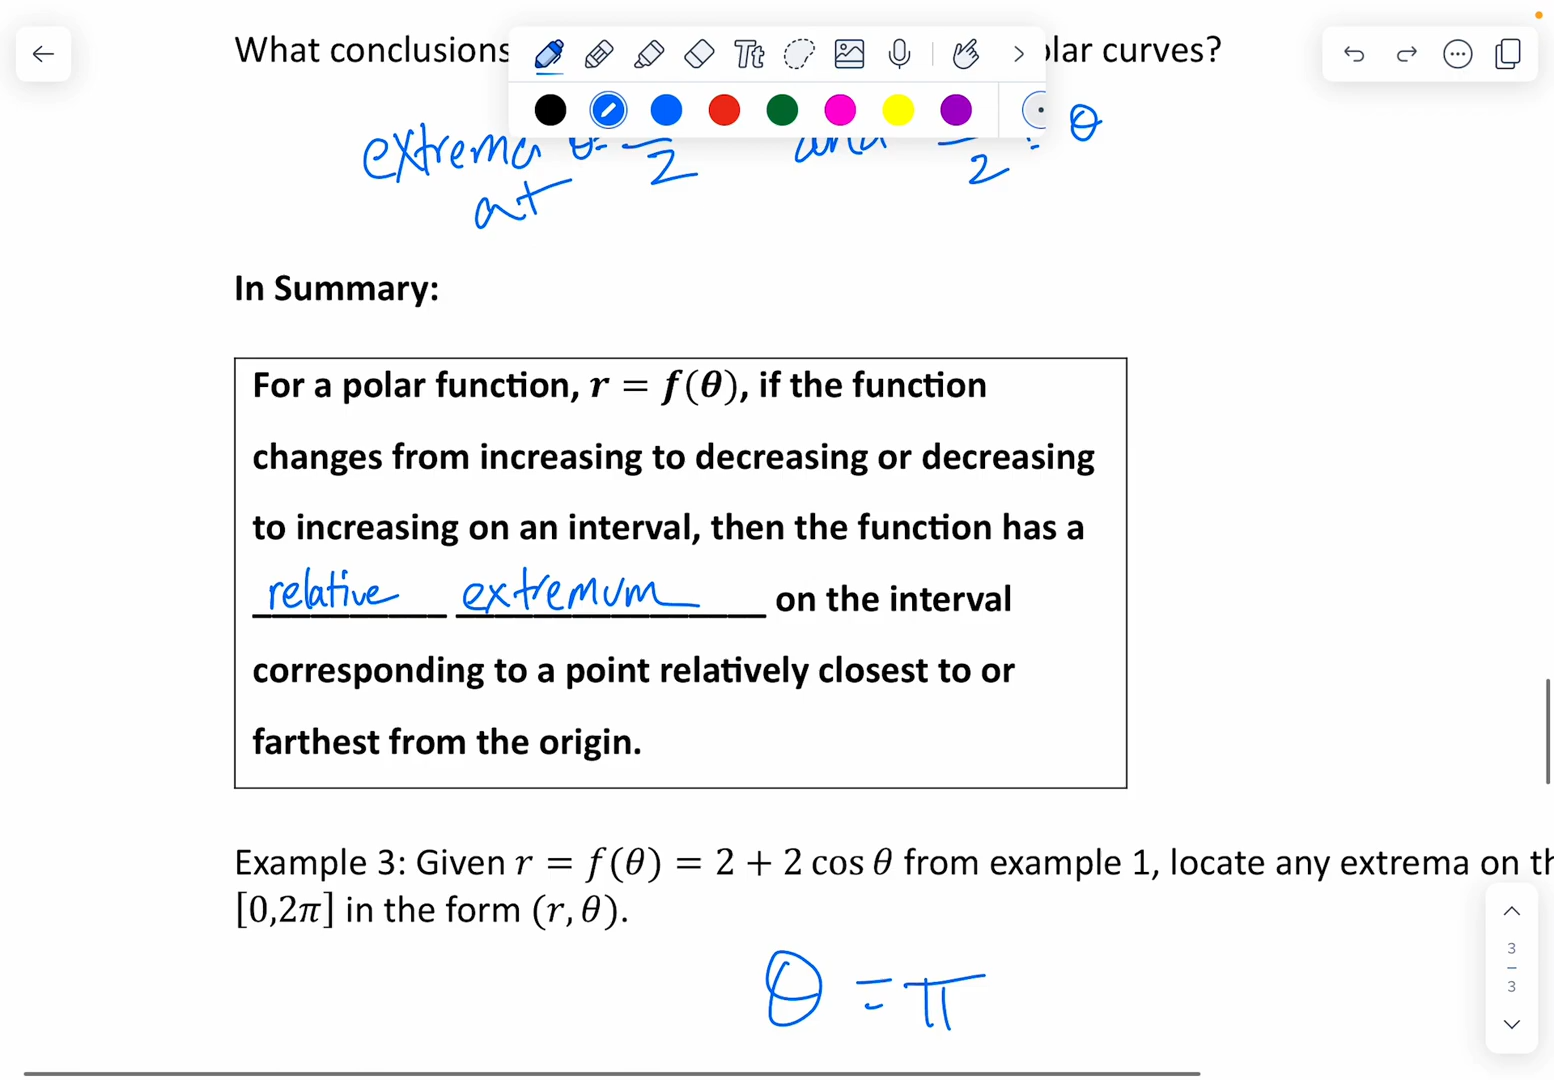 What conclusions
lar curves?
Tt
extrema θ=
2
and
2
= θ
at
In Summary:
For a polar function, r = f(θ), if the function
changes from increasing to decreasing or decreasing
to increasing on an interval, then the function has a
relative extremum on the interval
corresponding to a point relatively closest to or
farthest from the origin.
Example 3: Given r = f(θ) = 2 + 2 cos θ from example 1, locate any extrema on th
[0,2π] in the form (r, θ).
θ = π
3
3